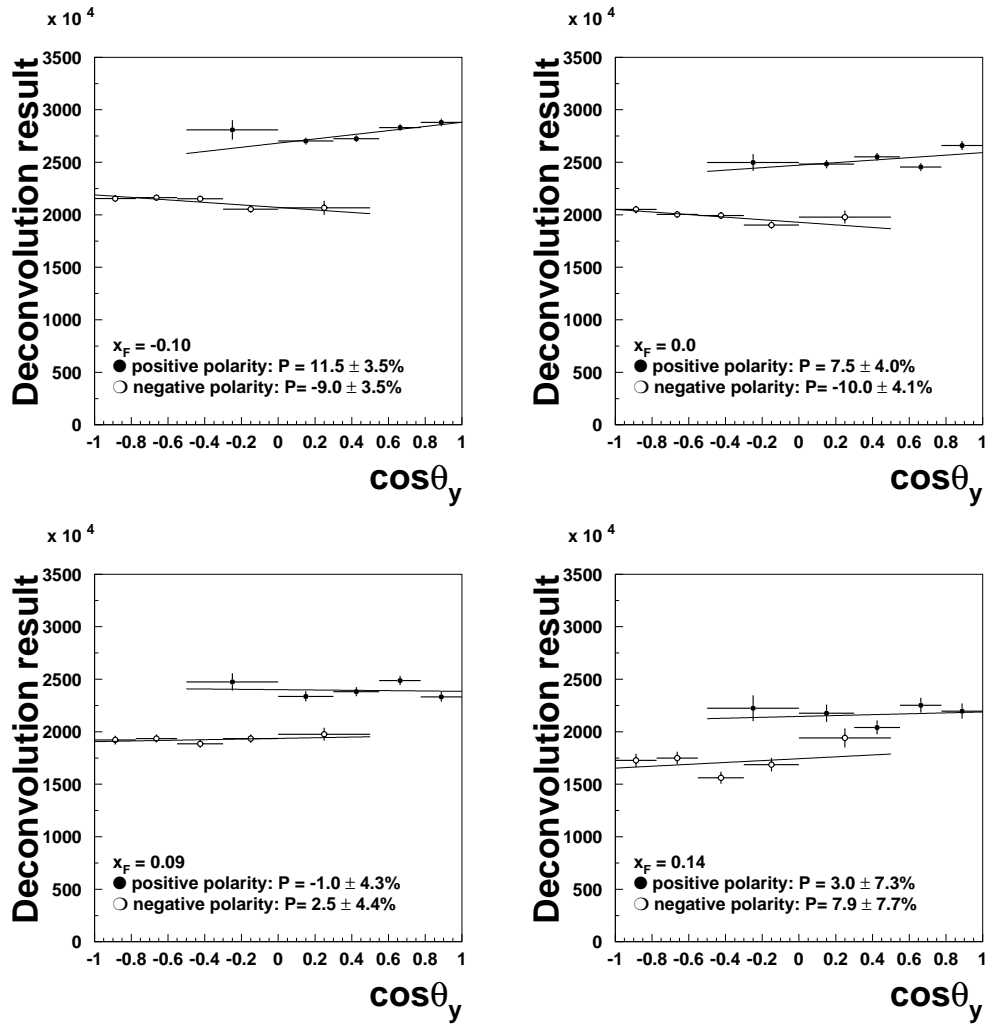 x 10 4
Deconvolution result
3500
3000
2500
2000
1500
1000
500
0
x_F = -0.10
● positive polarity: P = 11.5 ± 3.5%
○ negative polarity: P= -9.0 ± 3.5%
-1 -0.8 -0.6 -0.4 -0.2 0 0.2 0.4 0.6 0.8 1
cosθ_y
x 10 4
Deconvolution result
3500
3000
2500
2000
1500
1000
500
0
x_F = 0.0
● positive polarity: P = 7.5 ± 4.0%
○ negative polarity: P= -10.0 ± 4.1%
-1 -0.8 -0.6 -0.4 -0.2 0 0.2 0.4 0.6 0.8 1
cosθ_y
x 10 4
Deconvolution result
3500
3000
2500
2000
1500
1000
500
0
x_F = 0.09
● positive polarity: P = -1.0 ± 4.3%
○ negative polarity: P= 2.5 ± 4.4%
-1 -0.8 -0.6 -0.4 -0.2 0 0.2 0.4 0.6 0.8 1
cosθ_y
x 10 4
Deconvolution result
3500
3000
2500
2000
1500
1000
500
0
x_F = 0.14
● positive polarity: P = 3.0 ± 7.3%
○ negative polarity: P= 7.9 ± 7.7%
-1 -0.8 -0.6 -0.4 -0.2 0 0.2 0.4 0.6 0.8 1
cosθ_y